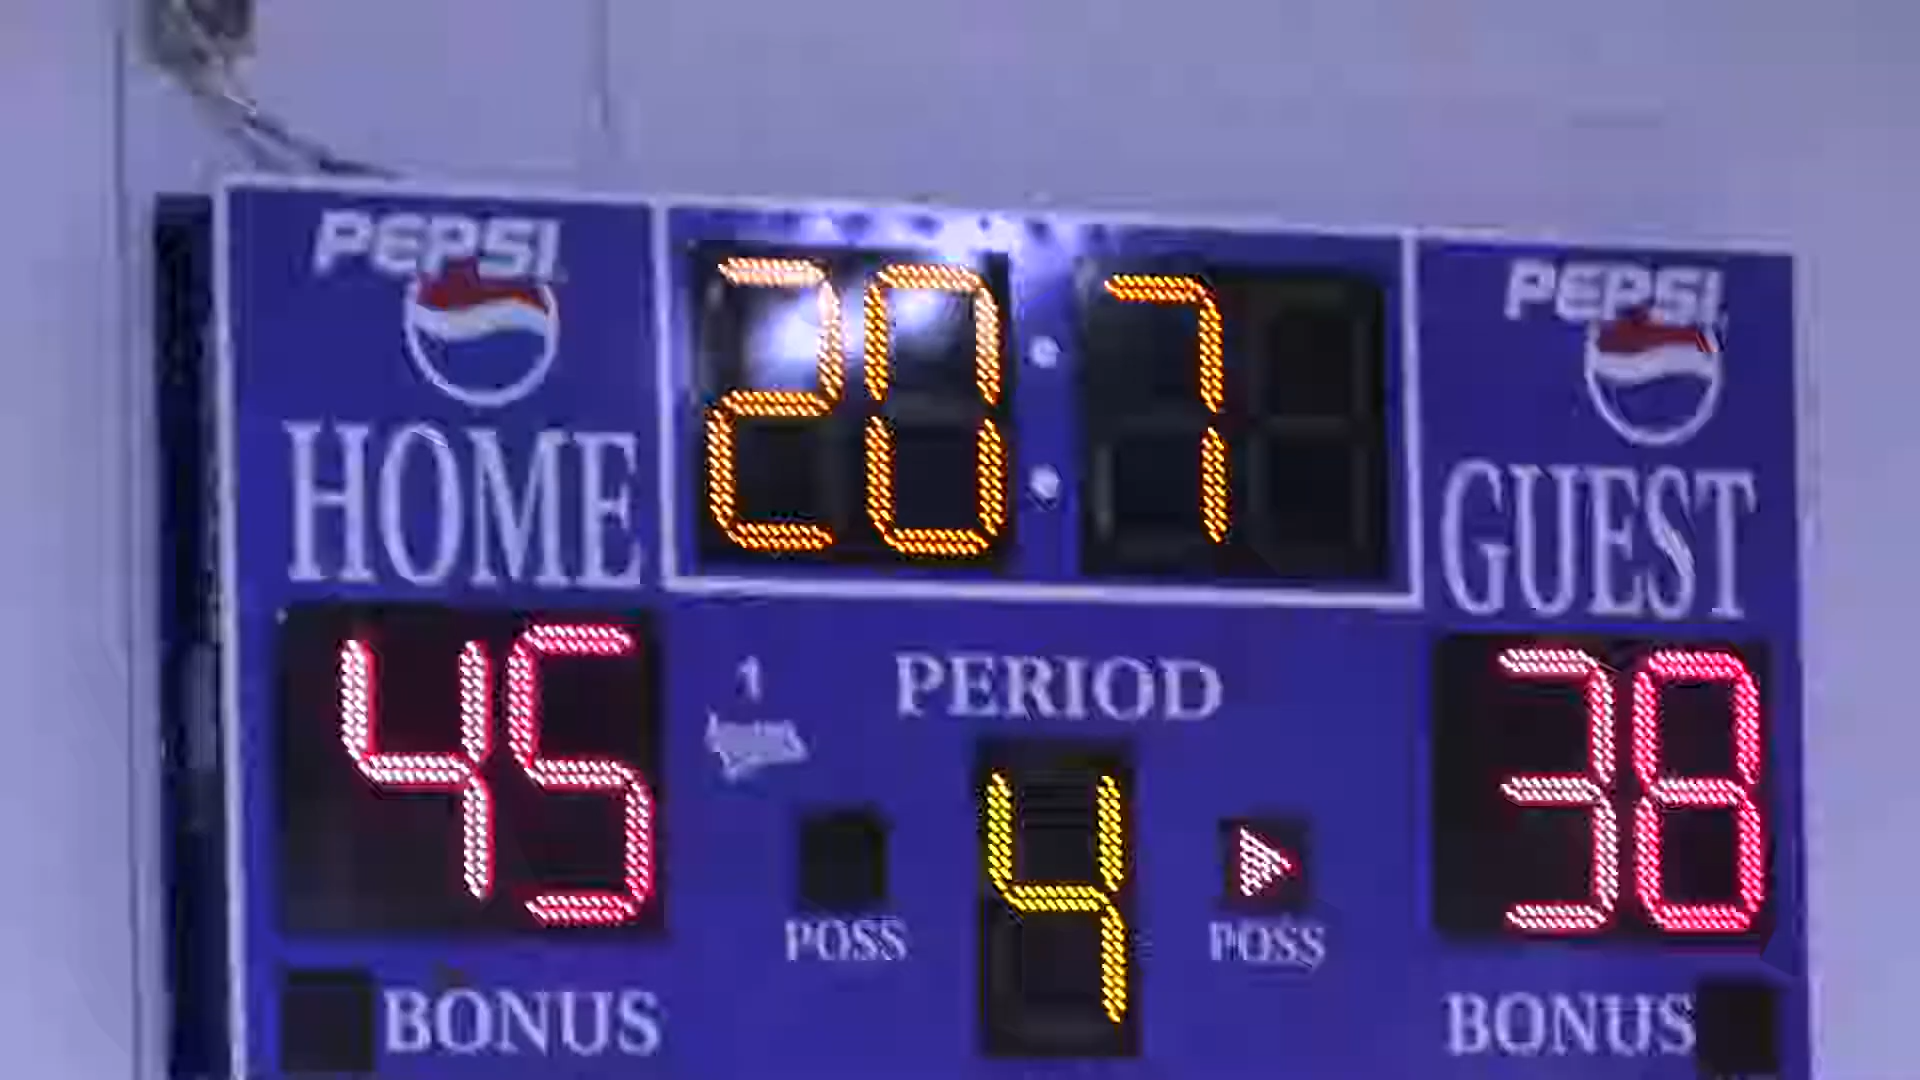 PEPSI
PEPSI
20:7
HOME
GUEST
45
1
PERIOD
38
4
POSS
POSS
BONUS
BONUS